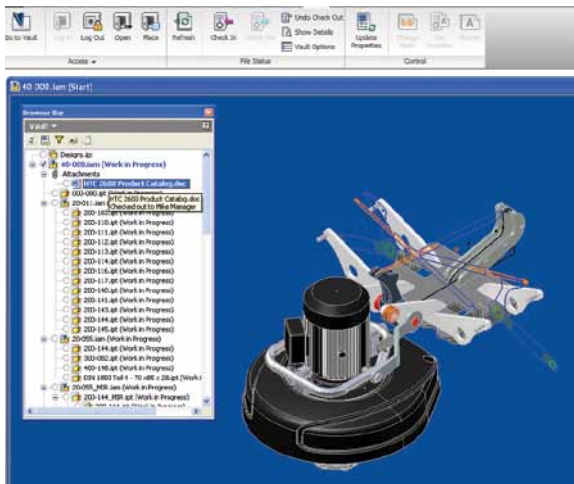 Undo Check Out
Go to Vault
Log In
Log Out
Open
Place
Refresh
Check In
Show Details
Vault Options
Update Properties
Access
File Status
Control
40-000.iam [Start]
Browser Bar
Vault
Designs.ipj
40-000.iam (Work in Progress)
Attachments
HTC 2600 Product Catalog.doc
000-000.ipt (Work in Progress)
HTC 2600 Product Catalog.doc
Checked out to Mike Manager
20-011.iam
200-110.ipt (Work in Progress)
200-111.ipt (Work in Progress)
200-112.ipt (Work in Progress)
200-113.ipt (Work in Progress)
200-114.ipt (Work in Progress)
200-116.ipt (Work in Progress)
200-117.ipt (Work in Progress)
200-140.ipt (Work in Progress)
200-141.ipt (Work in Progress)
200-143.ipt (Work in Progress)
200-144.ipt (Work in Progress)
200-145.ipt (Work in Progress)
20-055.iam (Work in Progress)
200-144.ipt (Work in Progress)
300-082.ipt (Work in Progress)
400-198.ipt (Work in Progress)
20-055_MIR.iam (Work in Progress)
200-144_MIR.ipt (Work in Progress)